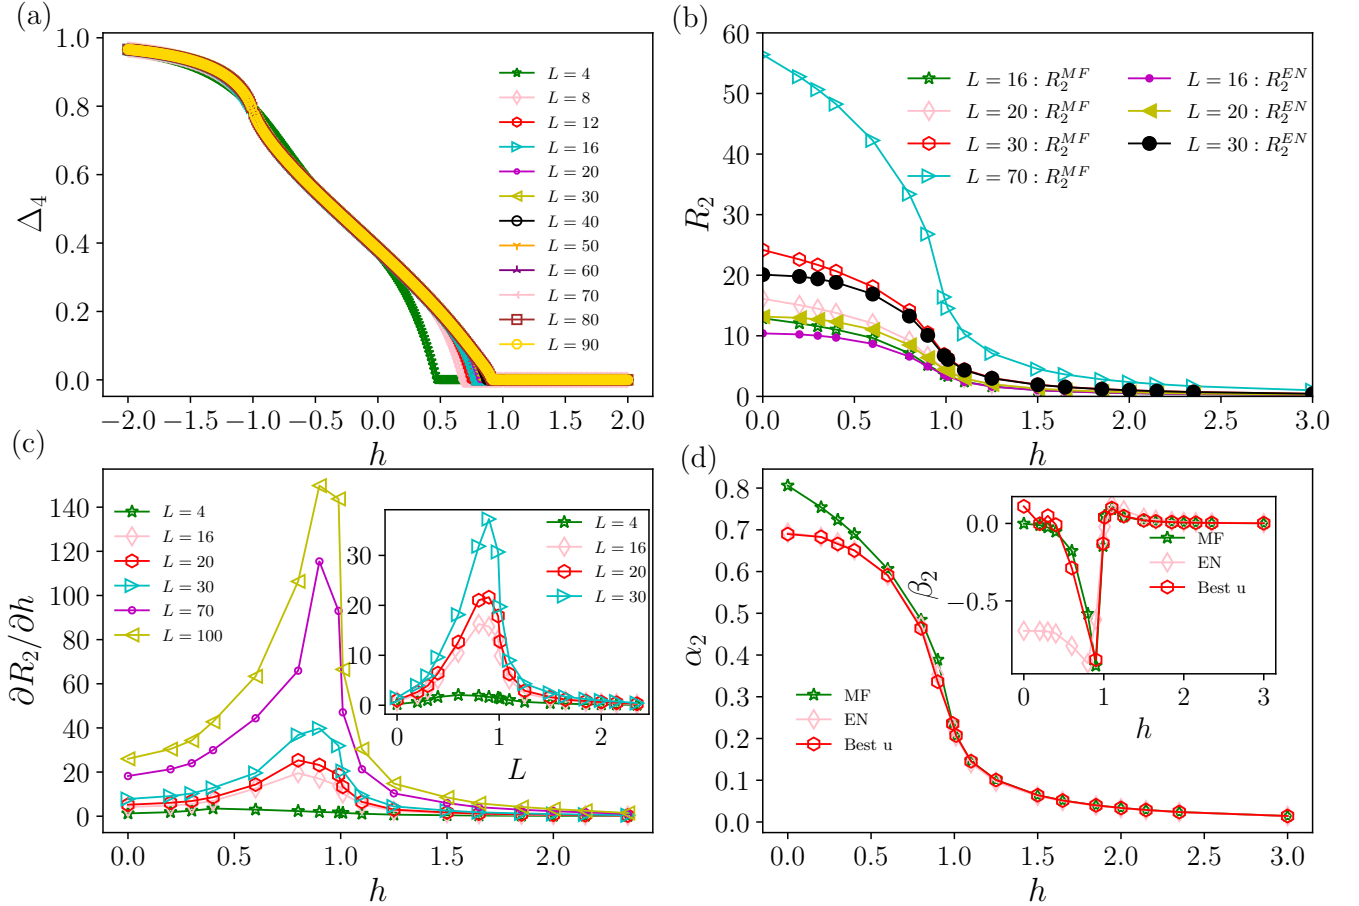 (a)
1.0
0.8
0.6
0.4
0.2
0.0
Δ₄
−2.0 −1.5 −1.0 −0.5 0.0 0.5 1.0 1.5 2.0
h
L = 4
L = 8
L = 12
L = 16
L = 20
L = 30
L = 40
L = 50
L = 60
L = 70
L = 80
L = 90
(b)
60
50
40
30
20
10
0
R₂
0.0 0.5 1.0 1.5 2.0 2.5 3.0
h
L = 16 : R₂^{MF}
L = 20 : R₂^{MF}
L = 30 : R₂^{MF}
L = 70 : R₂^{MF}
L = 16 : R₂^{EN}
L = 20 : R₂^{EN}
L = 30 : R₂^{EN}
(c)
140
120
100
80
60
40
20
0
∂R₂/∂h
0.0 0.5 1.0 1.5 2.0
h
L = 4
L = 16
L = 20
L = 30
L = 70
L = 100
30
20
10
0
0 1 2
L
L = 4
L = 16
L = 20
L = 30
(d)
0.8
0.7
0.6
0.5
0.4
0.3
0.2
0.1
0.0
α₂
0.0 0.5 1.0 1.5 2.0 2.5 3.0
h
MF
EN
Best u
0.0
−0.5
β₂
0 1 2 3
h
MF
EN
Best u